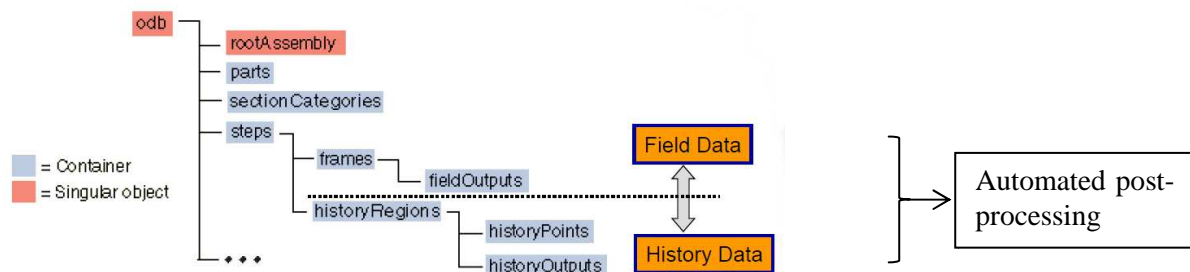 odb
rootAssembly
parts
sectionCategories
steps
frames
fieldOutputs
historyRegions
historyPoints
historyOutputs
• • •
= Container
= Singular object
Field Data
History Data
Automated post-
processing